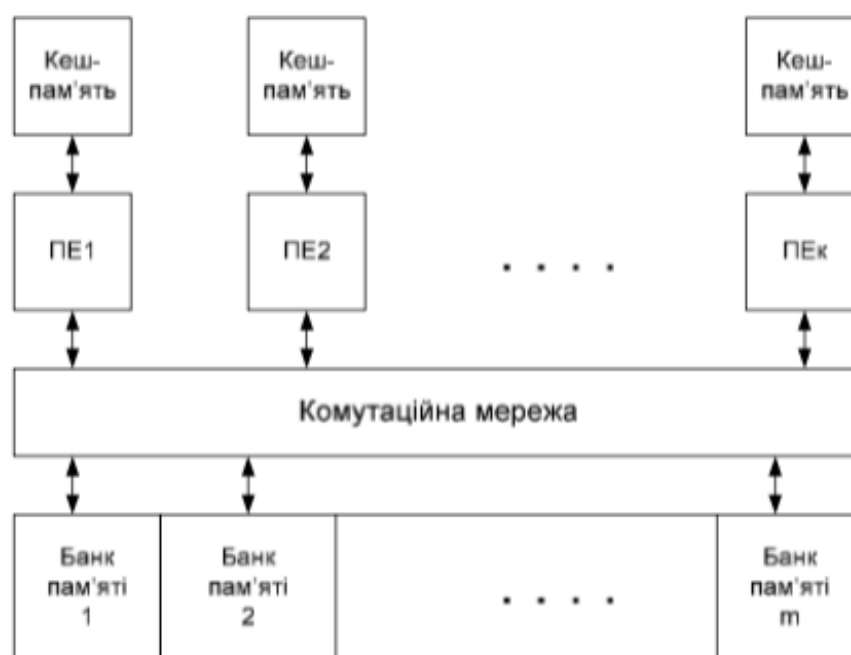 Кеш-
пам'ять
Кеш-
пам'ять
Кеш-
пам'ять
ПЕ1
ПЕ2
. . . .
ПЕк
Комутаційна мережа
Банк
пам'яті
1
Банк
пам'яті
2
. . . .
Банк
пам'яті
m